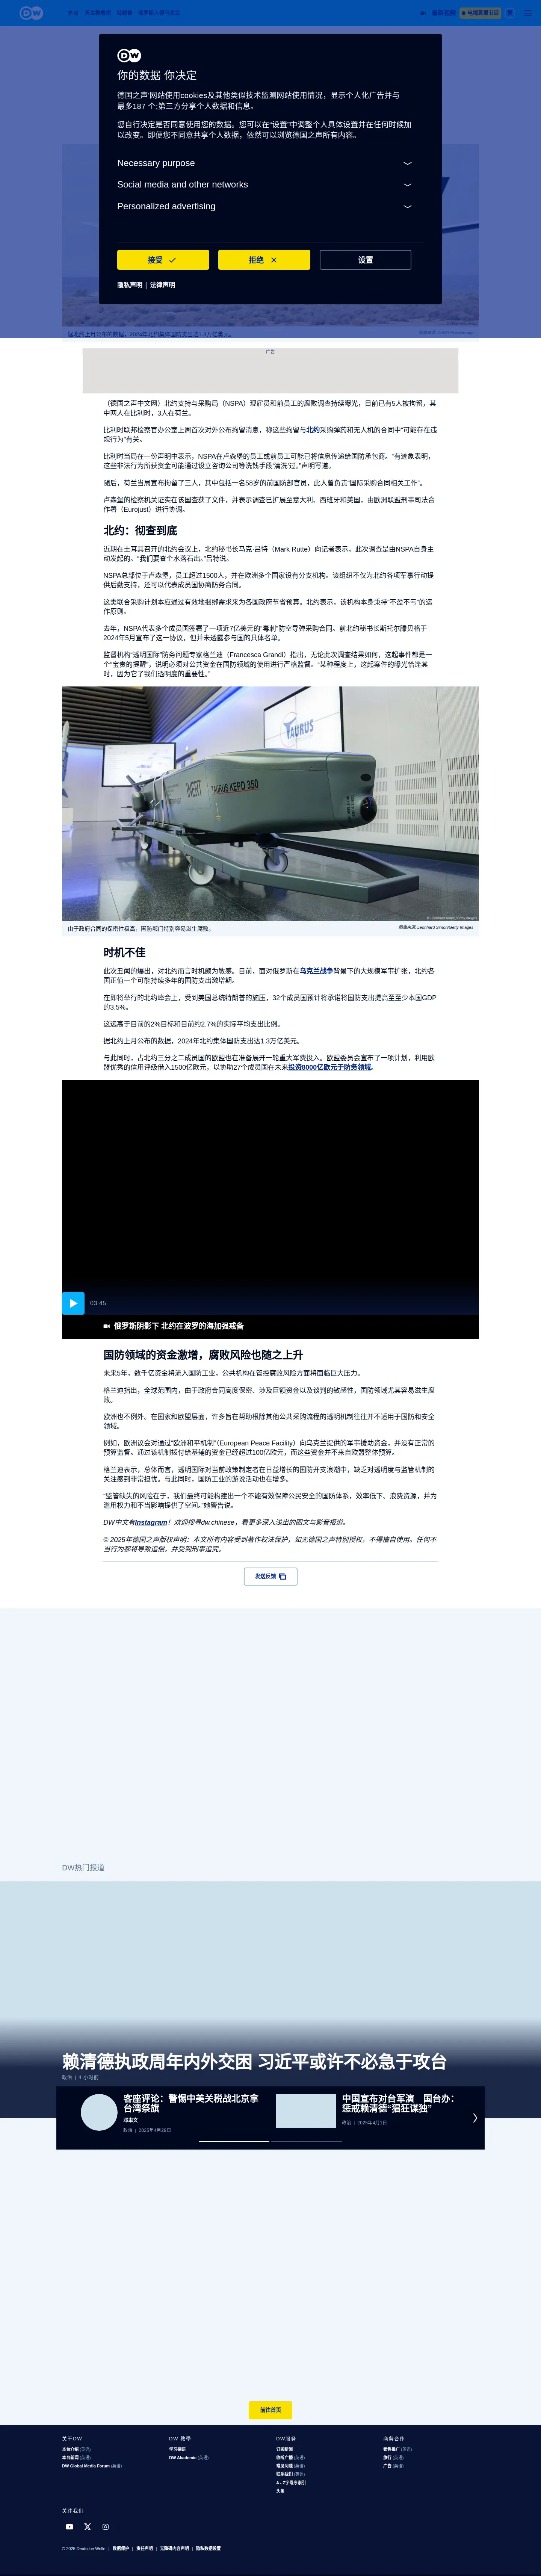 DW
你的数据 你决定
德国之声'网站使用cookies及其他类似技术监测网站使用情况，显示个人化广告并与
最多187 个;第三方分享个人数据和信息。
您自行决定是否同意使用您的数据。您可以在"设置"中调整个人具体设置并在任何时候加
以改变。即便您不同意共享个人数据，依然可以浏览德国之声所有内容。
Necessary purpose
Social media and other networks
Personalized advertising
接受
拒绝
设置
隐私声明 | 法律声明
据北约上月公布的数据，2024年北约集体国防支出达1.3万亿美元。
广告
（德国之声中文网）北约支持与采购局（NSPA）现雇员和前员工的腐败调查持续曝光，目前已有5人被拘留，其
中两人在比利时，3人在荷兰。
比利时联邦检察官办公室上周首次对外公布拘留消息，称这些拘留与北约采购弹药和无人机的合同中"可能存在违
规行为"有关。
比利时当局在一份声明中表示，NSPA在卢森堡的员工或前员工可能已将信息传递给国防承包商。"有迹象表明，
这些非法行为所获资金可能通过设立咨询公司等洗钱手段'清洗'过。"声明写道。
随后，荷兰当局宣布拘留了三人，其中包括一名58岁的前国防部官员，此人曾负责"国际采购合同相关工作"。
卢森堡的检察机关证实在该国查获了文件，并表示调查已扩展至意大利、西班牙和美国，由欧洲联盟刑事司法合
作署（Eurojust）进行协调。
北约：彻查到底
近期在土耳其召开的北约会议上，北约秘书长马克·吕特（Mark Rutte）向记者表示，此次调查是由NSPA自身主
动发起的。"我们要查个水落石出。"吕特说。
NSPA总部位于卢森堡，员工超过1500人，并在欧洲多个国家设有分支机构。该组织不仅为北约各项军事行动提
供后勤支持，还可以代表成员国协商防务合同。
这类联合采购计划本应通过有效地捆绑需求来为各国政府节省预算。北约表示，该机构本身秉持"不盈不亏"的运
作原则。
去年，NSPA代表多个成员国签署了一项近7亿美元的"毒刺"防空导弹采购合同。前北约秘书长斯托尔滕贝格于
2024年5月宣布了这一协议，但并未透露参与国的具体名单。
监督机构"透明国际"防务问题专家格兰迪（Francesca Grandi）指出，无论此次调查结果如何，这起事件都是一
个"宝贵的提醒"，说明必须对公共资金在国防领域的使用进行严格监督。"某种程度上，这起案件的曝光恰逢其
时，因为它了我们透明度的重要性。"
TAURUS
INERT
TAURUS KEPD 350
© Leonhard Simon/Getty Images
由于政府合同的保密性极高，国防部门特别容易滋生腐败。
图像来源: Leonhard Simon/Getty Images
时机不佳
此次丑闻的爆出，对北约而言时机颇为敏感。目前，面对俄罗斯在乌克兰战争背景下的大规模军事扩张，北约各
国正值一个可能持续多年的国防支出激增期。
在即将举行的北约峰会上，受到美国总统特朗普的施压，32个成员国预计将承诺将国防支出提高至至少本国GDP
的3.5%。
这远高于目前的2%目标和目前约2.7%的实际平均支出比例。
据北约上月公布的数据，2024年北约集体国防支出达1.3万亿美元。
与此同时，占北约三分之二成员国的欧盟也在准备展开一轮重大军费投入。欧盟委员会宣布了一项计划，利用欧
盟优秀的信用评级借入1500亿欧元，以协助27个成员国在未来投资8000亿欧元于防务领域。
03:45
俄罗斯阴影下 北约在波罗的海加强戒备
国防领域的资金激增，腐败风险也随之上升
未来5年，数千亿资金将流入国防工业，公共机构在管控腐败风险方面将面临巨大压力。
格兰迪指出，全球范围内，由于政府合同高度保密、涉及巨额资金以及谈判的敏感性，国防领域尤其容易滋生腐
败。
欧洲也不例外。在国家和欧盟层面，许多旨在帮助根除其他公共采购流程的透明机制往往并不适用于国防和安全
领域。
例如，欧洲议会对通过"欧洲和平机制"（European Peace Facility）向乌克兰提供的军事援助资金，并没有正常的
预算监督。通过该机制拨付给基辅的资金已经超过100亿欧元，而这些资金并不来自欧盟整体预算。
格兰迪表示，总体而言，透明国际对当前政策制定者在日益增长的国防开支浪潮中，缺乏对透明度与监管机制的
关注感到非常担忧。与此同时，国防工业的游说活动也在增多。
"监管缺失的风险在于，我们最终可能构建出一个不能有效保障公民安全的国防体系，效率低下、浪费资源，并为
滥用权力和不当影响提供了空间。"她警告说。
DW中文有Instagram！欢迎搜寻dw.chinese，看更多深入浅出的图文与影音报道。
© 2025年德国之声版权声明：本文所有内容受到著作权法保护，如无德国之声特别授权，不得擅自使用。任何不
当行为都将导致追偿，并受到刑事追究。
发送反馈
DW热门报道
赖清德执政周年内外交困 习近平或许不必急于攻台
政治 | 4 小时前
客座评论：警惕中美关税战北京拿
台湾祭旗
邓聿文
政治 | 2025年4月28日
中国宣布对台军演　国台办：
惩戒赖清德"猖狂谋独"
政治 | 2025年4月1日
前往首页
关于DW
本台介绍 (英语)
本台新闻 (英语)
DW Global Media Forum (英语)
DW 教學
学习德语
DW Akademie (英语)
DW服务
订阅新闻
收听广播 (英语)
常见问题 (英语)
联系我们 (英语)
A - Z字母序索引
头条
商务合作
销售推广 (英语)
旅行 (英语)
广告 (英语)
关注我们
© 2025 Deutsche Welle | 数据保护 | 责任声明 | 无障碍内容声明 | 隐私数据设置